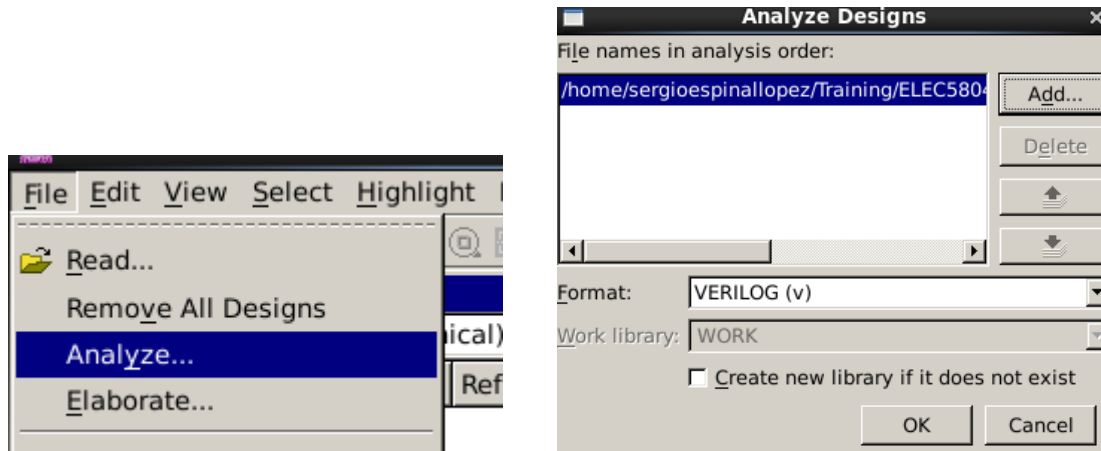 File Edit View Select Highlight
Read...
Remove All Designs
Analyze...
Elaborate...
ical)
Ref
Analyze Designs
File names in analysis order:
/home/sergioespinallopez/Training/ELEC5804
Add...
Delete
Format: VERILOG (v)
Work library: WORK
Create new library if it does not exist
OK Cancel